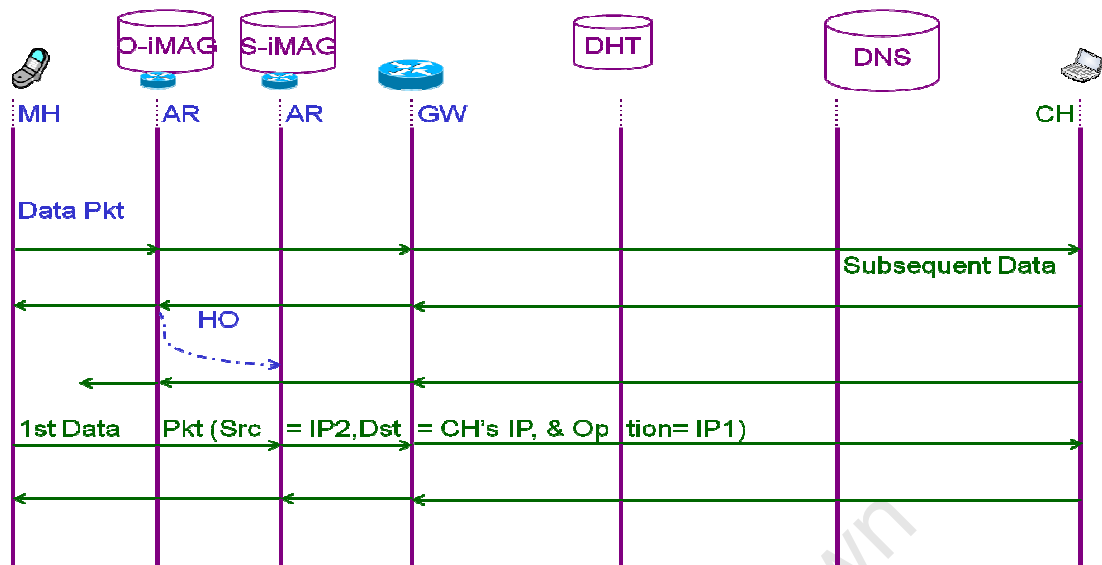 O-iMAG S-iMAG DHT DNS
MH AR AR GW CH
Data Pkt
Subsequent Data
HO
1st Data Pkt (Src = IP2,Dst = CH's IP, & Op tion= IP1)
wn